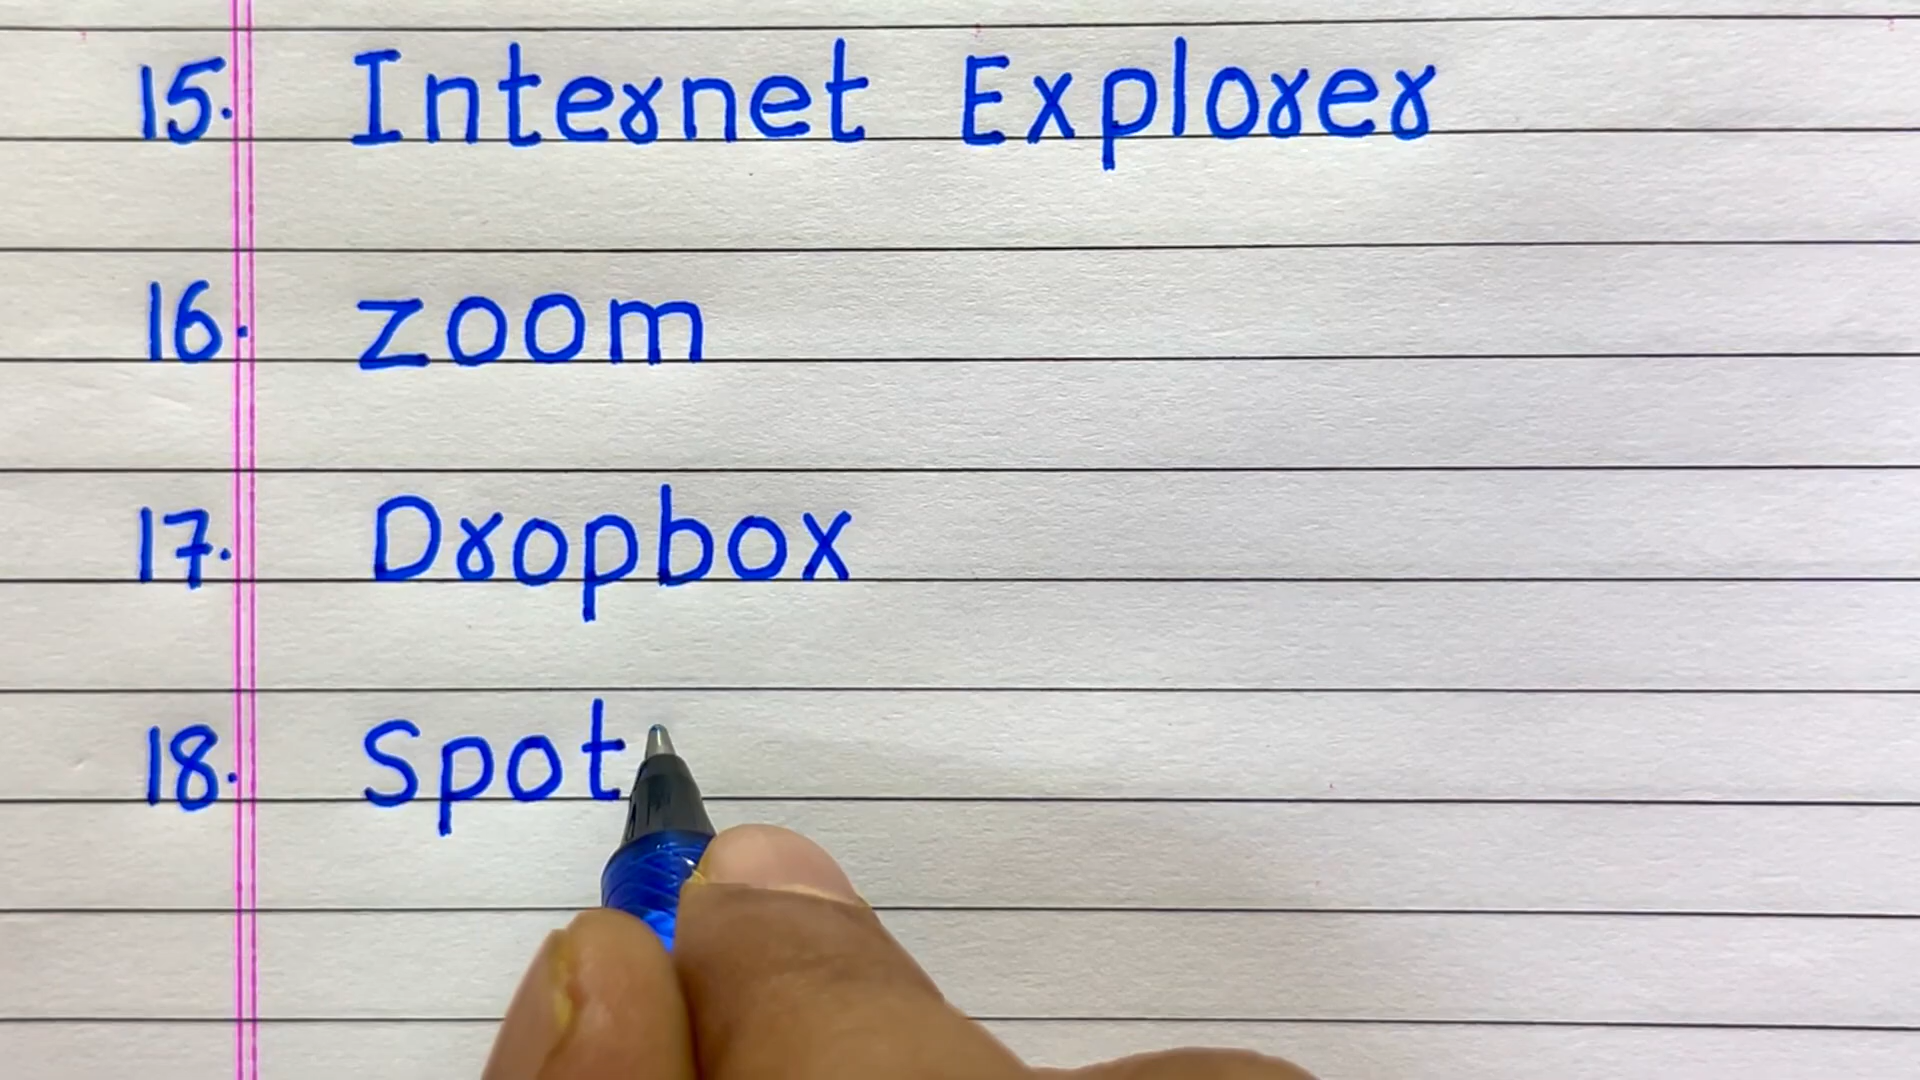 15. Internet Explorer
16. zoom
17. Dropbox
18. Spot